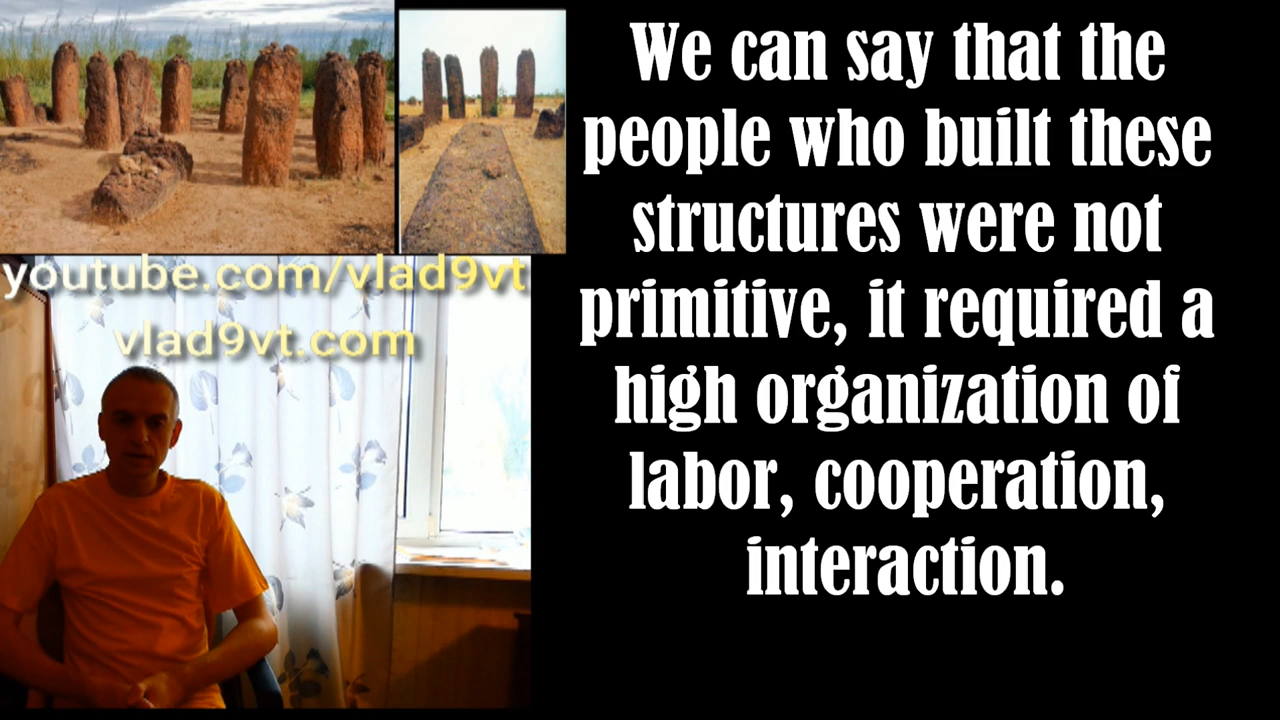 We can say that the
people who built these
structures were not
primitive, it required a
high organization of
labor, cooperation,
interaction.
youtube.com/vlad9vt
vlad9vt.com